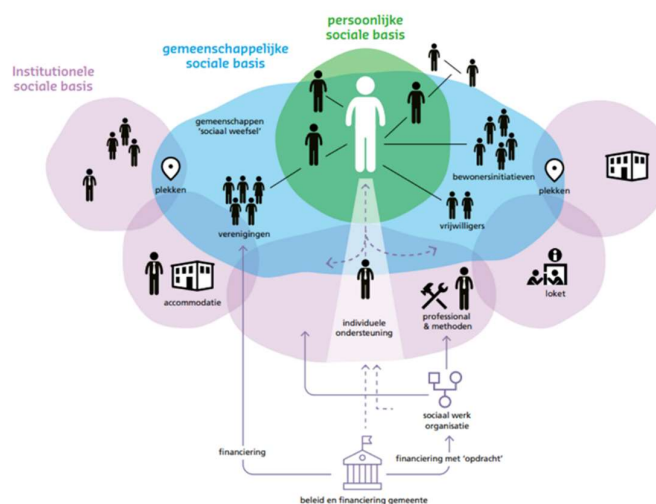 persoonlijke
sociale basis
gemeenschappelijke
sociale basis
Institutionele
sociale basis
gemeenschappen
'sociaal weefsel'
plekken
bewonersinitiatieven
plekken
verenigingen
vrijwilligers
accommodatie
individuele
ondersteuning
professional
& methoden
loket
sociaal werk
organisatie
financiering
financiering met 'opdracht'
beleid en financiering gemeente